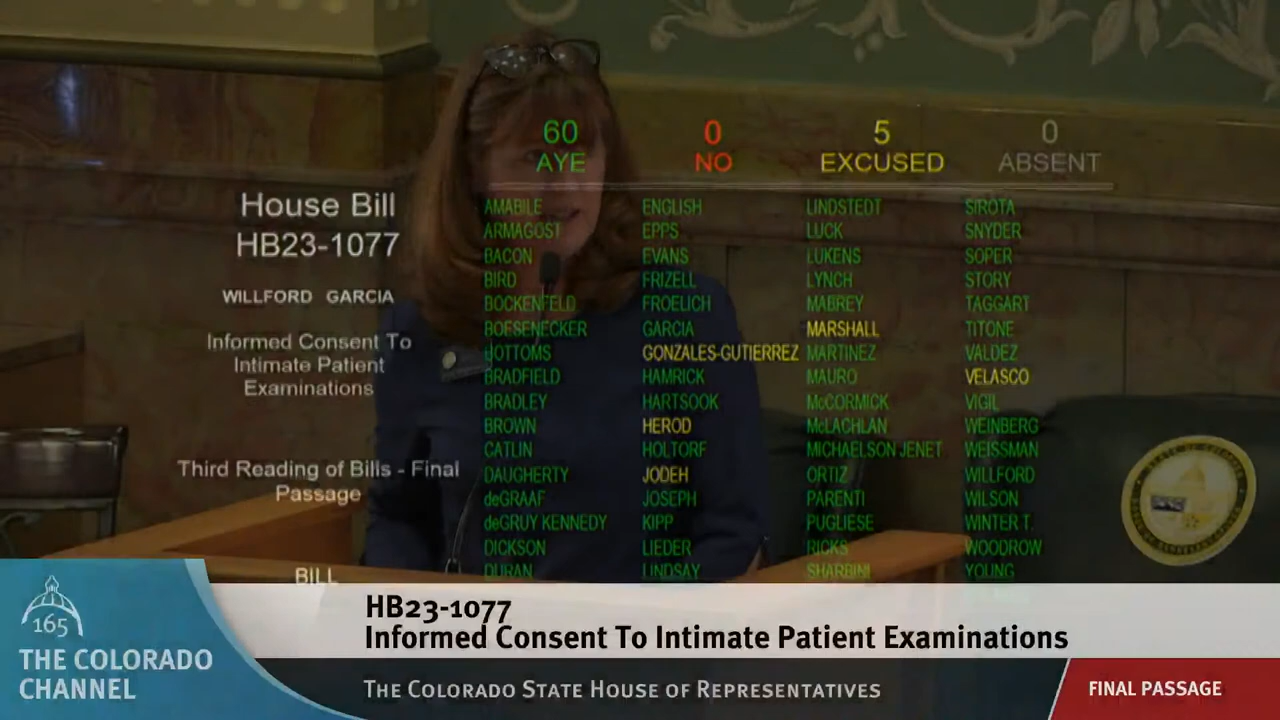 60
0
5
0
AYE
NO
EXCUSED
ABSENT
House Bill
HB23-1077
WILLFORD GARCIA
Informed Consent To
Intimate Patient
Examinations
Third Reading of Bills - Final
Passage
BILL
AMABILE
ARMAGOST
BACON
BIRD
BOCKENFELD
BOESENECKER
BOTTOMS
BRADFIELD
BRADLEY
BROWN
CATLIN
DAUGHERTY
deGRAAF
deGRUY KENNEDY
DICKSON
DURAN
ENGLISH
EPPS
EVANS
FRIZELL
FROELICH
GARCIA
GONZALES-GUTIERREZ
HAMRICK
HARTSOOK
HEROD
HOLTORF
JODEH
JOSEPH
KIPP
LIEDER
LINDSAY
LINDSTEDT
LUCK
LUKENS
LYNCH
MABREY
MARSHALL
MARTINEZ
MAURO
McCORMICK
McLACHLAN
MICHAELSON JENET
ORTIZ
PARENTI
PUGLIESE
RICKS
SHARBINI
SIROTA
SNYDER
SOPER
STORY
TAGGART
TITONE
VALDEZ
VELASCO
VIGIL
WEINBERG
WEISSMAN
WILLFORD
WILSON
WINTER T.
WOODROW
YOUNG
165
THE COLORADO
CHANNEL
HB23-1077
Informed Consent To Intimate Patient Examinations
THE COLORADO STATE HOUSE OF REPRESENTATIVES
FINAL PASSAGE